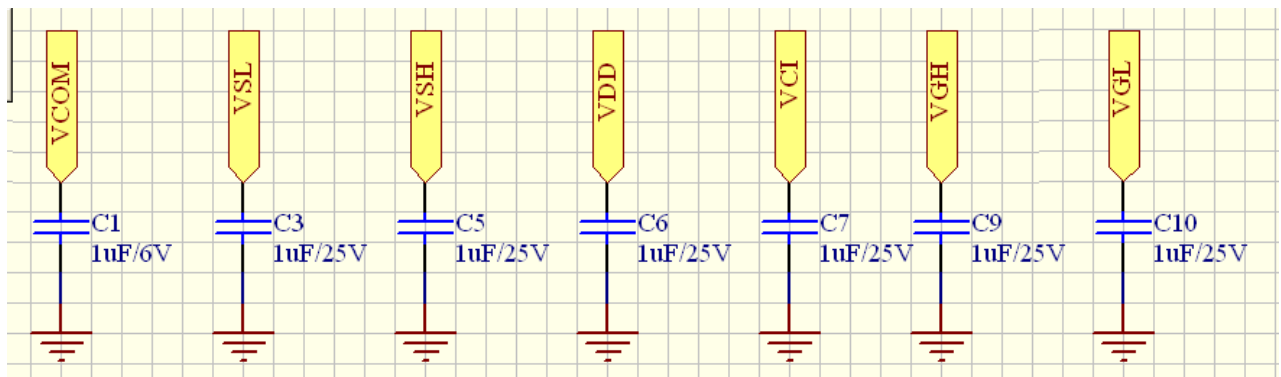 VCOM
VSL
VSH
VDD
VCI
VGH
VGL
C1
1uF/6V
C3
1uF/25V
C5
1uF/25V
C6
1uF/25V
C7
1uF/25V
C9
1uF/25V
C10
1uF/25V